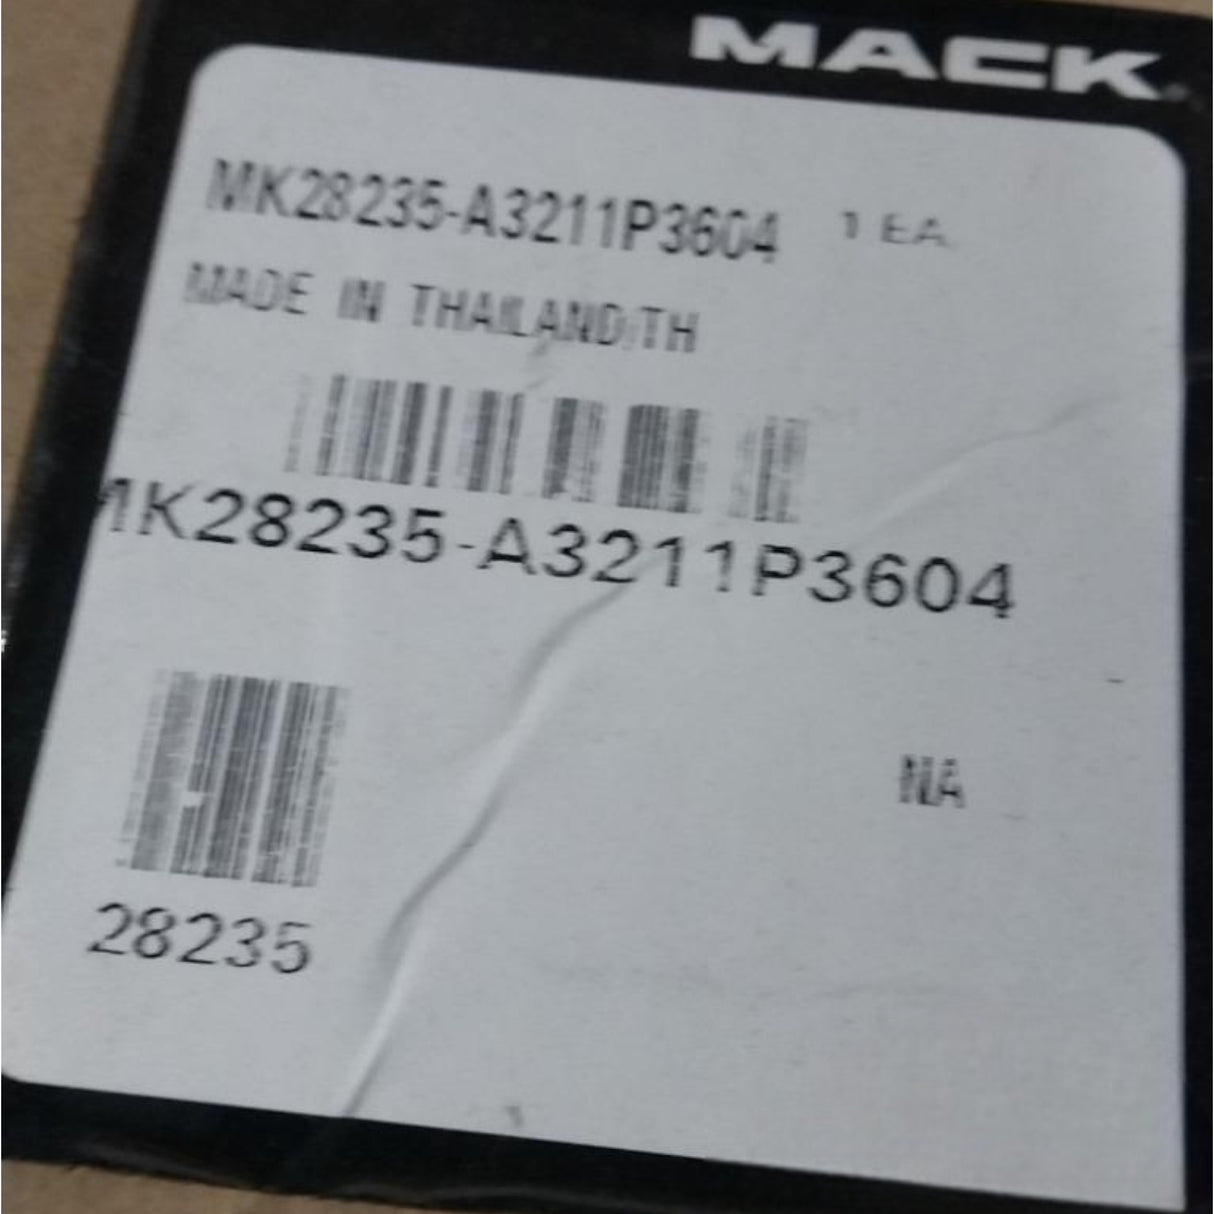 MACK
MK28235-A3211P3604 1 EA
MADE IN THAILAND/TH
MK28235-A3211P3604
NA
28235